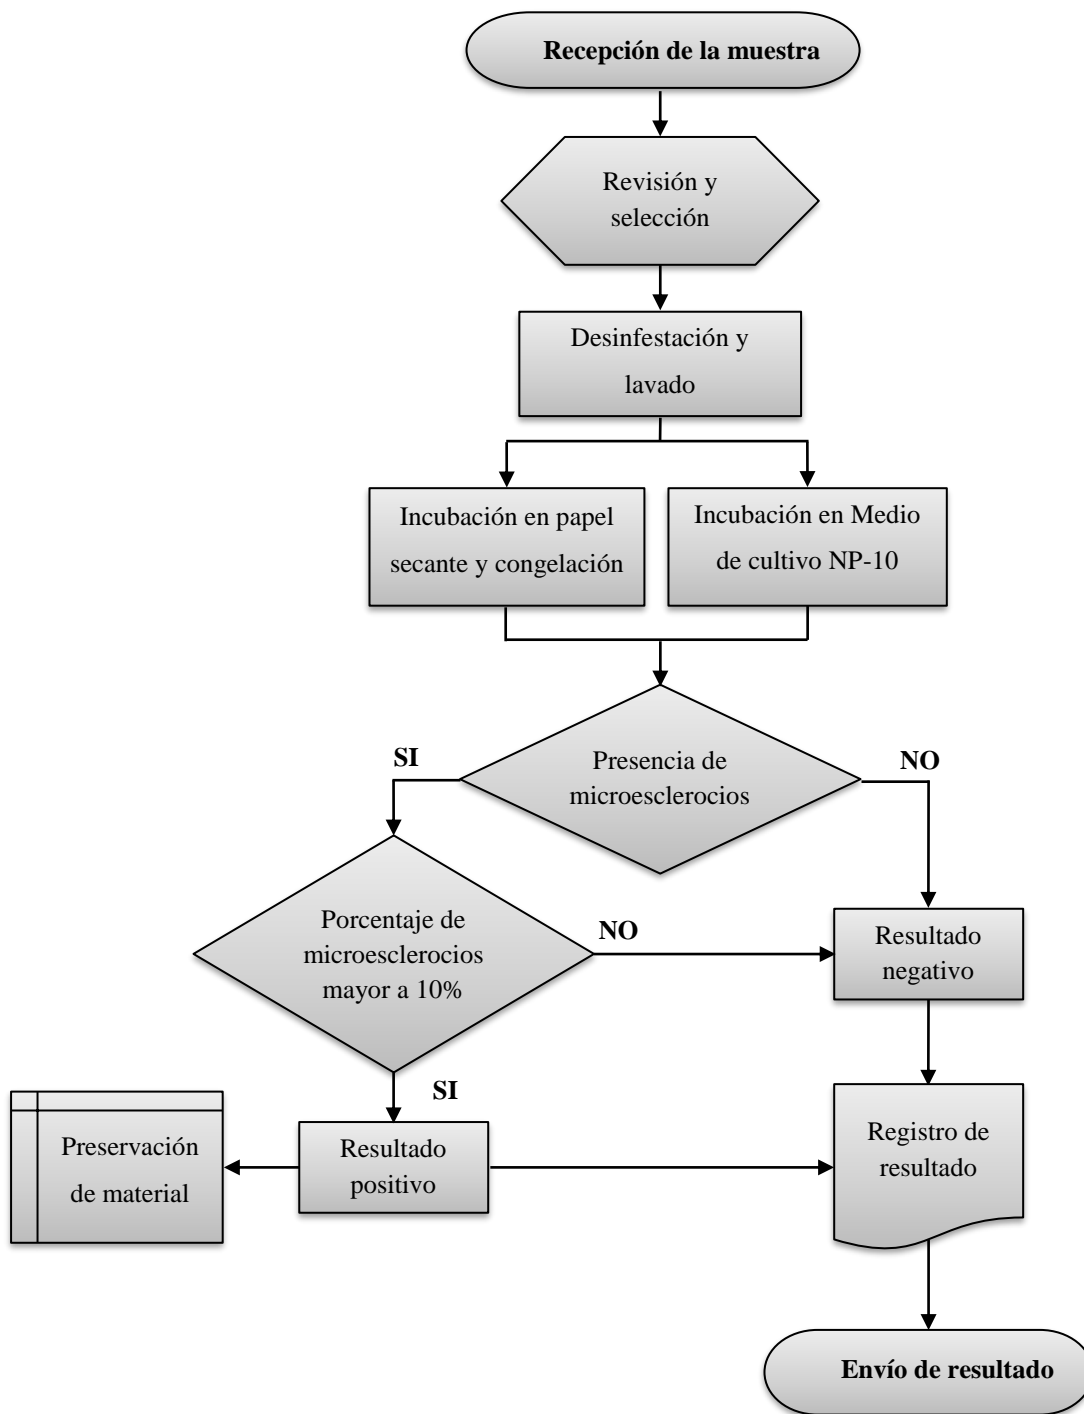 Recepción de la muestra
Revisión y
selección
Desinfestación y
lavado
Incubación en papel
secante y congelación
Incubación en Medio
de cultivo NP-10
Presencia de
microesclerocios
SI
NO
Porcentaje de
microesclerocios
mayor a 10%
NO
Resultado
negativo
SI
Preservación
de material
Resultado
positivo
Registro de
resultado
Envío de resultado